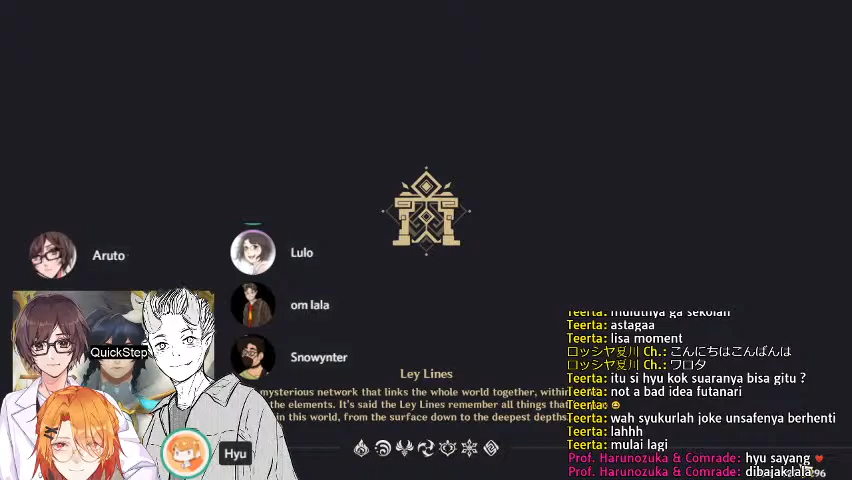 Aruto
Lulo
om lala
Snowynter
QuickStep
Hyu
Ley Lines
mysterious network that links the whole world together, within
the elements. It's said the Ley Lines remember all things that
in this world, from the surface down to the deepest depths
Teerta: mulutnya ga sekolah
Teerta: astagaa
Teerta: lisa moment
ロッシヤ夏川 Ch.: こんにちはこんばんは
ロッシヤ夏川 Ch.: ワロタ
Teerta: itu si hyu kok suaranya bisa gitu ?
Teerta: not a bad idea futanari
Teerta:
Teerta: wah syukurlah joke unsafenya berhenti
Teerta: lahhh
Teerta: mulai lagi
Prof. Harunozuka & Comrade: hyu sayang
Prof. Harunozuka & Comrade: dibajak lala